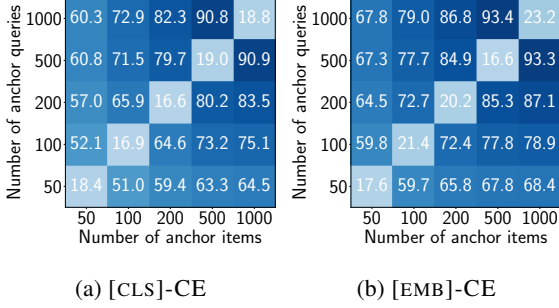 Number of anchor queries
1000 60.3 72.9 82.3 90.8 18.8
500 60.8 71.5 79.7 19.0 90.9
200 57.0 65.9 16.6 80.2 83.5
100 52.1 16.9 64.6 73.2 75.1
50 18.4 51.0 59.4 63.3 64.5
50 100 200 500 1000
Number of anchor items
(a) [CLS]-CE
Number of anchor queries
1000 67.8 79.0 86.8 93.4 23.2
500 67.3 77.7 84.9 16.6 93.3
200 64.5 72.7 20.2 85.3 87.1
100 59.8 21.4 72.4 77.8 78.9
50 17.6 59.7 65.8 67.8 68.4
50 100 200 500 1000
Number of anchor items
(b) [EMB]-CE